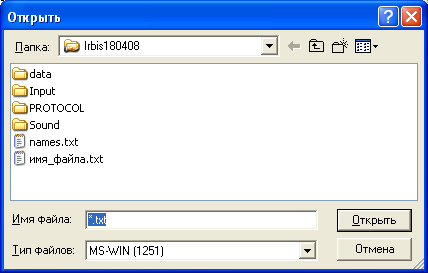 Открыть
Папка: Irbis180408
data
Input
PROTOCOL
Sound
names.txt
имя_файла.txt
Имя файла: *.txt Открыть
Тип файлов: MS-WIN (1251) Отмена